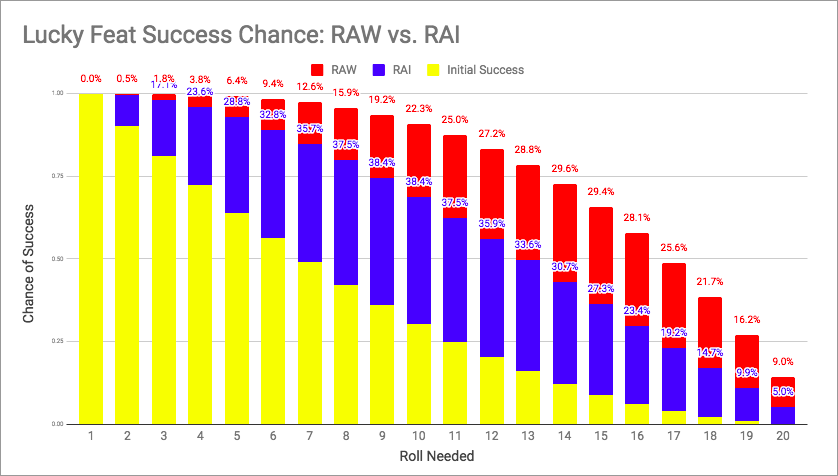 Lucky Feat Success Chance: RAW vs. RAI
RAW RAI Initial Success
0.0% 0.5% 1.8% 3.8% 6.4% 9.4% 12.6% 15.9% 19.2% 22.3% 25.0% 27.2% 28.8% 29.6% 29.4% 28.1% 25.6% 21.7% 16.2% 9.0%
17.1% 23.6% 28.8% 32.8% 35.7% 37.5% 38.4% 38.4% 37.5% 35.9% 33.6% 30.7% 27.3% 23.4% 19.2% 14.7% 9.9% 5.0%
1.00
0.75
0.50
0.25
0.00
Chance of Success
1 2 3 4 5 6 7 8 9 10 11 12 13 14 15 16 17 18 19 20
Roll Needed